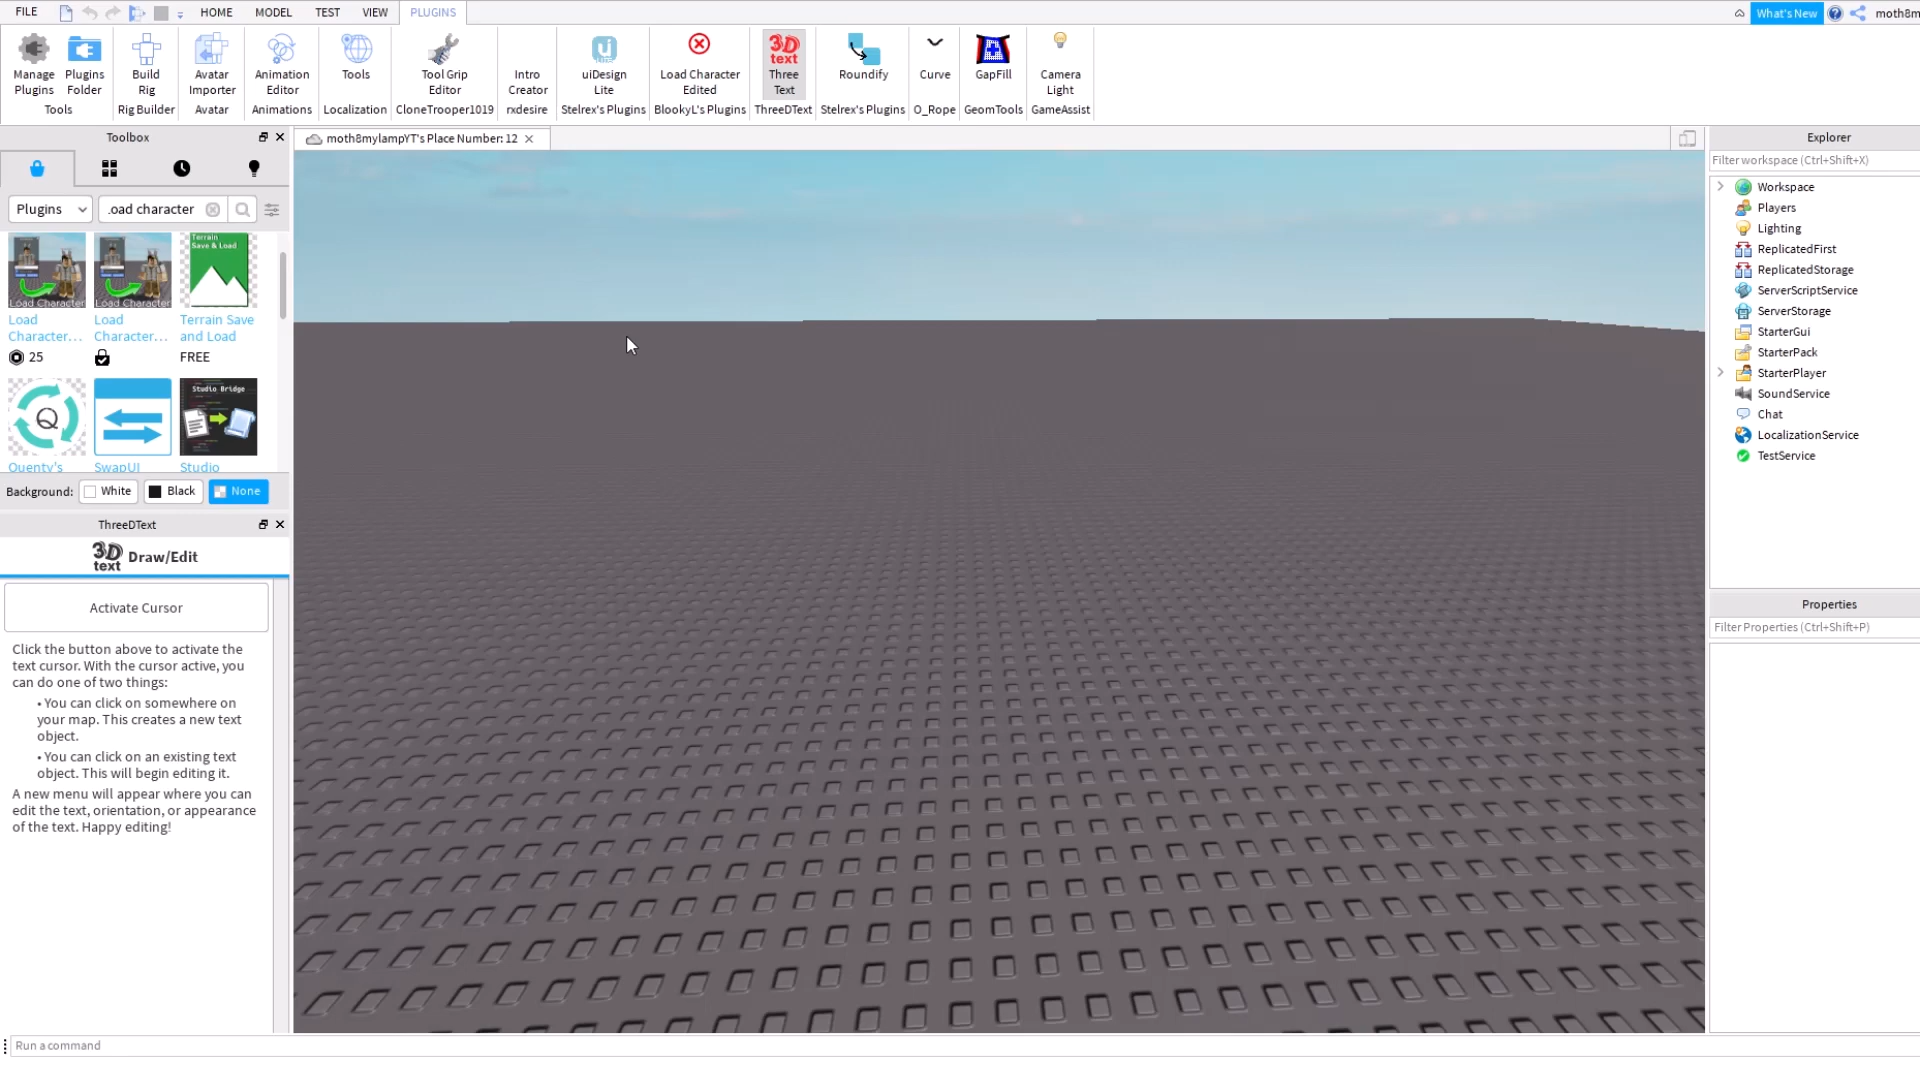 FILE
HOME
MODEL
TEST
VIEW
PLUGINS
What's New
moth8m
Manage Plugins
Plugins Folder
Tools
Build Rig
Rig Builder
Avatar Importer
Avatar
Animation Editor
Animations
Tools
Localization
Tool Grip Editor
CloneTrooper1019
Intro Creator
rxdesire
uiDesign Lite
Stelrex's Plugins
Load Character Edited
BlookyL's Plugins
3D text
Three Text
ThreeDText
Roundify
Stelrex's Plugins
Curve
O_Rope
GapFill
GeomTools
Camera Light
GameAssist
Toolbox
moth8mylampYT's Place Number: 12
Explorer
Filter workspace (Ctrl+Shift+X)
Plugins
oad character
Load Character
Load Character
Terrain Save & Load
Load Character...
Load Character...
Terrain Save and Load
25
FREE
Studio Bridge
Quenty's
SwapUI
Studio
Background:
White
Black
None
ThreeDText
3D text Draw/Edit
Activate Cursor
Click the button above to activate the
text cursor. With the cursor active, you
can do one of two things:
• You can click on somewhere on
your map. This creates a new text
object.
• You can click on an existing text
object. This will begin editing it.
A new menu will appear where you can
edit the text, orientation, or appearance
of the text. Happy editing!
Workspace
Players
Lighting
ReplicatedFirst
ReplicatedStorage
ServerScriptService
ServerStorage
StarterGui
StarterPack
StarterPlayer
SoundService
Chat
LocalizationService
TestService
Properties
Filter Properties (Ctrl+Shift+P)
Run a command